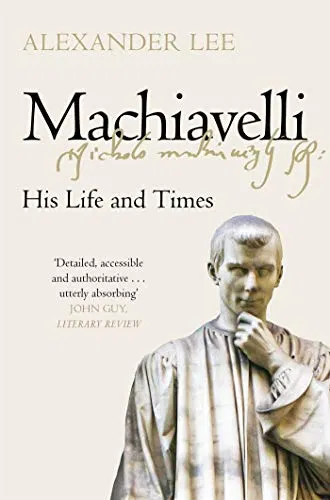 ALEXANDER LEE
Machiavelli
His Life and Times
‘Detailed, accessible
and authoritative . . .
utterly absorbing’
JOHN GUY,
LITERARY REVIEW